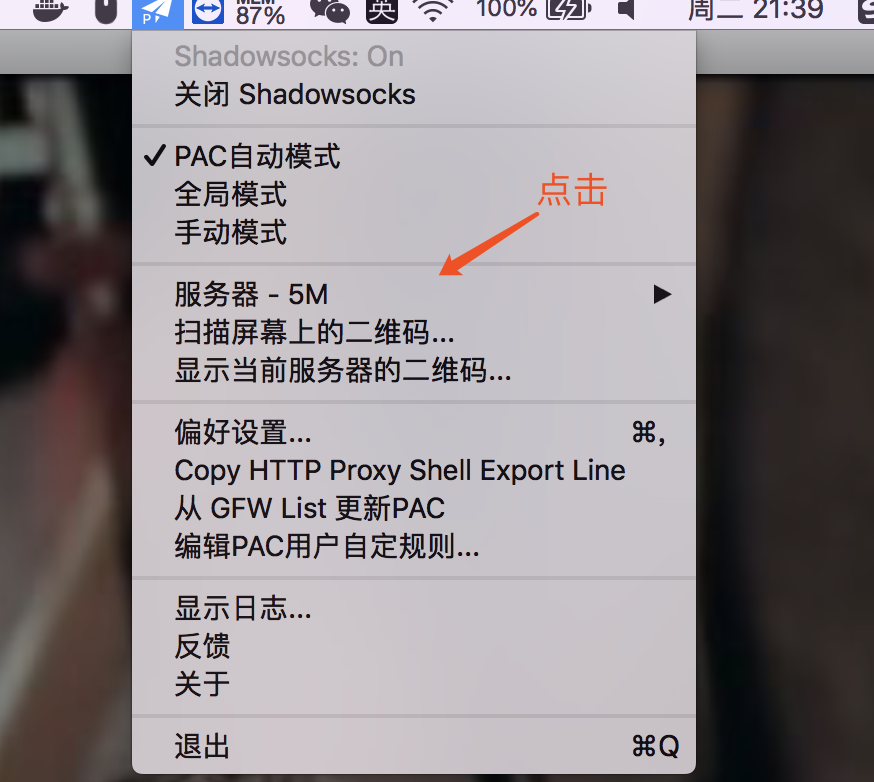 P
MEM
87%
英
100%
周二 21:39
Shadowsocks: On
关闭 Shadowsocks
✓ PAC自动模式
全局模式
点击
手动模式
服务器 - 5M ▶
扫描屏幕上的二维码...
显示当前服务器的二维码...
偏好设置... ⌘,
Copy HTTP Proxy Shell Export Line
从 GFW List 更新PAC
编辑PAC用户自定规则...
显示日志...
反馈
关于
退出 ⌘Q